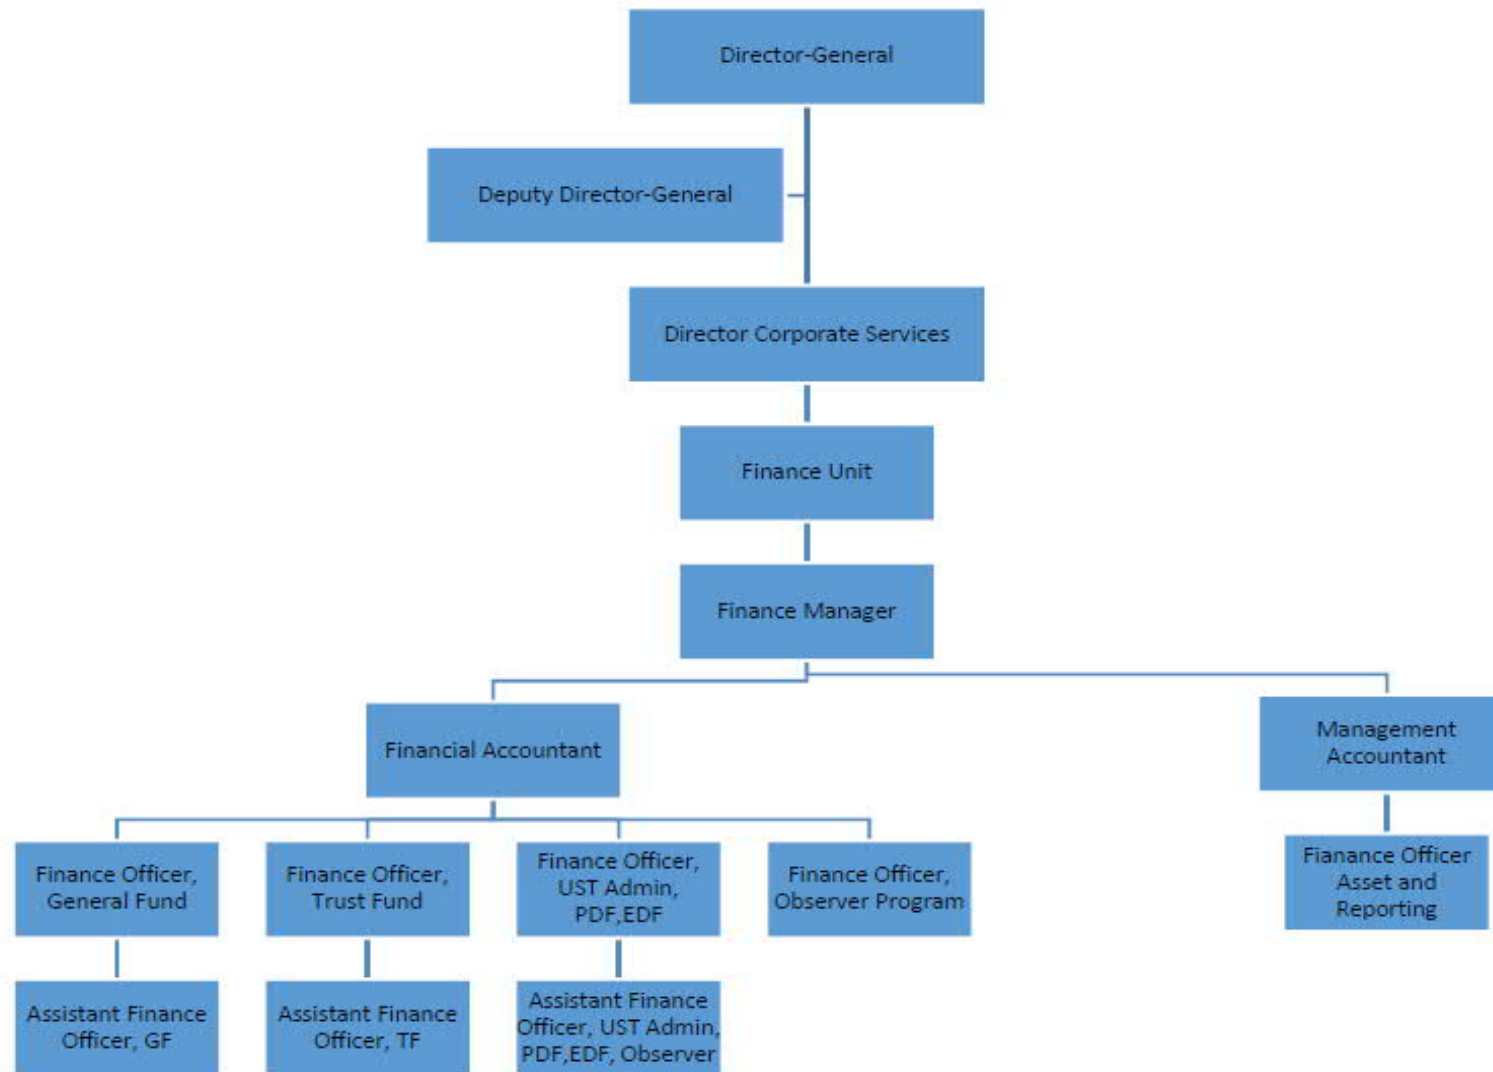 Director-General
Deputy Director-General
Director Corporate Services
Finance Unit
Finance Manager
Financial Accountant
Management
Accountant
Finance Officer,
General Fund
Finance Officer,
Trust Fund
Finance Officer,
UST Admin,
PDF,EDF
Finance Officer,
Observer Program
Fianance Officer
Asset and
Reporting
Assistant Finance
Officer, GF
Assistant Finance
Officer, TF
Assistant Finance
Officer, UST Admin,
PDF,EDF, Observer